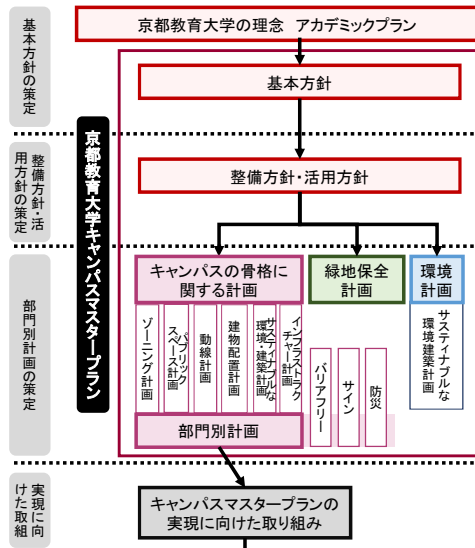 京都教育大学の理念 アカデミックプラン
基本方針の策定
基本方針
京都教育大学キャンパスマスタープラン
整備方針・活
用方針の策定
整備方針・活用方針
部門別計画の策定
キャンパスの骨格に
関する計画
緑地保全
計画
環境計画
ゾーニング計画
パブリック
スペース計画
動線計画
建物配置計画
サスティナブルな
環境・建築計画
インフラストラク
チャー計画
バリアフリー
サイン
防災
サスティナブルな
環境建築計画
部門別計画
実現に向
けた取組
キャンパスマスタープランの
実現に向けた取り組み